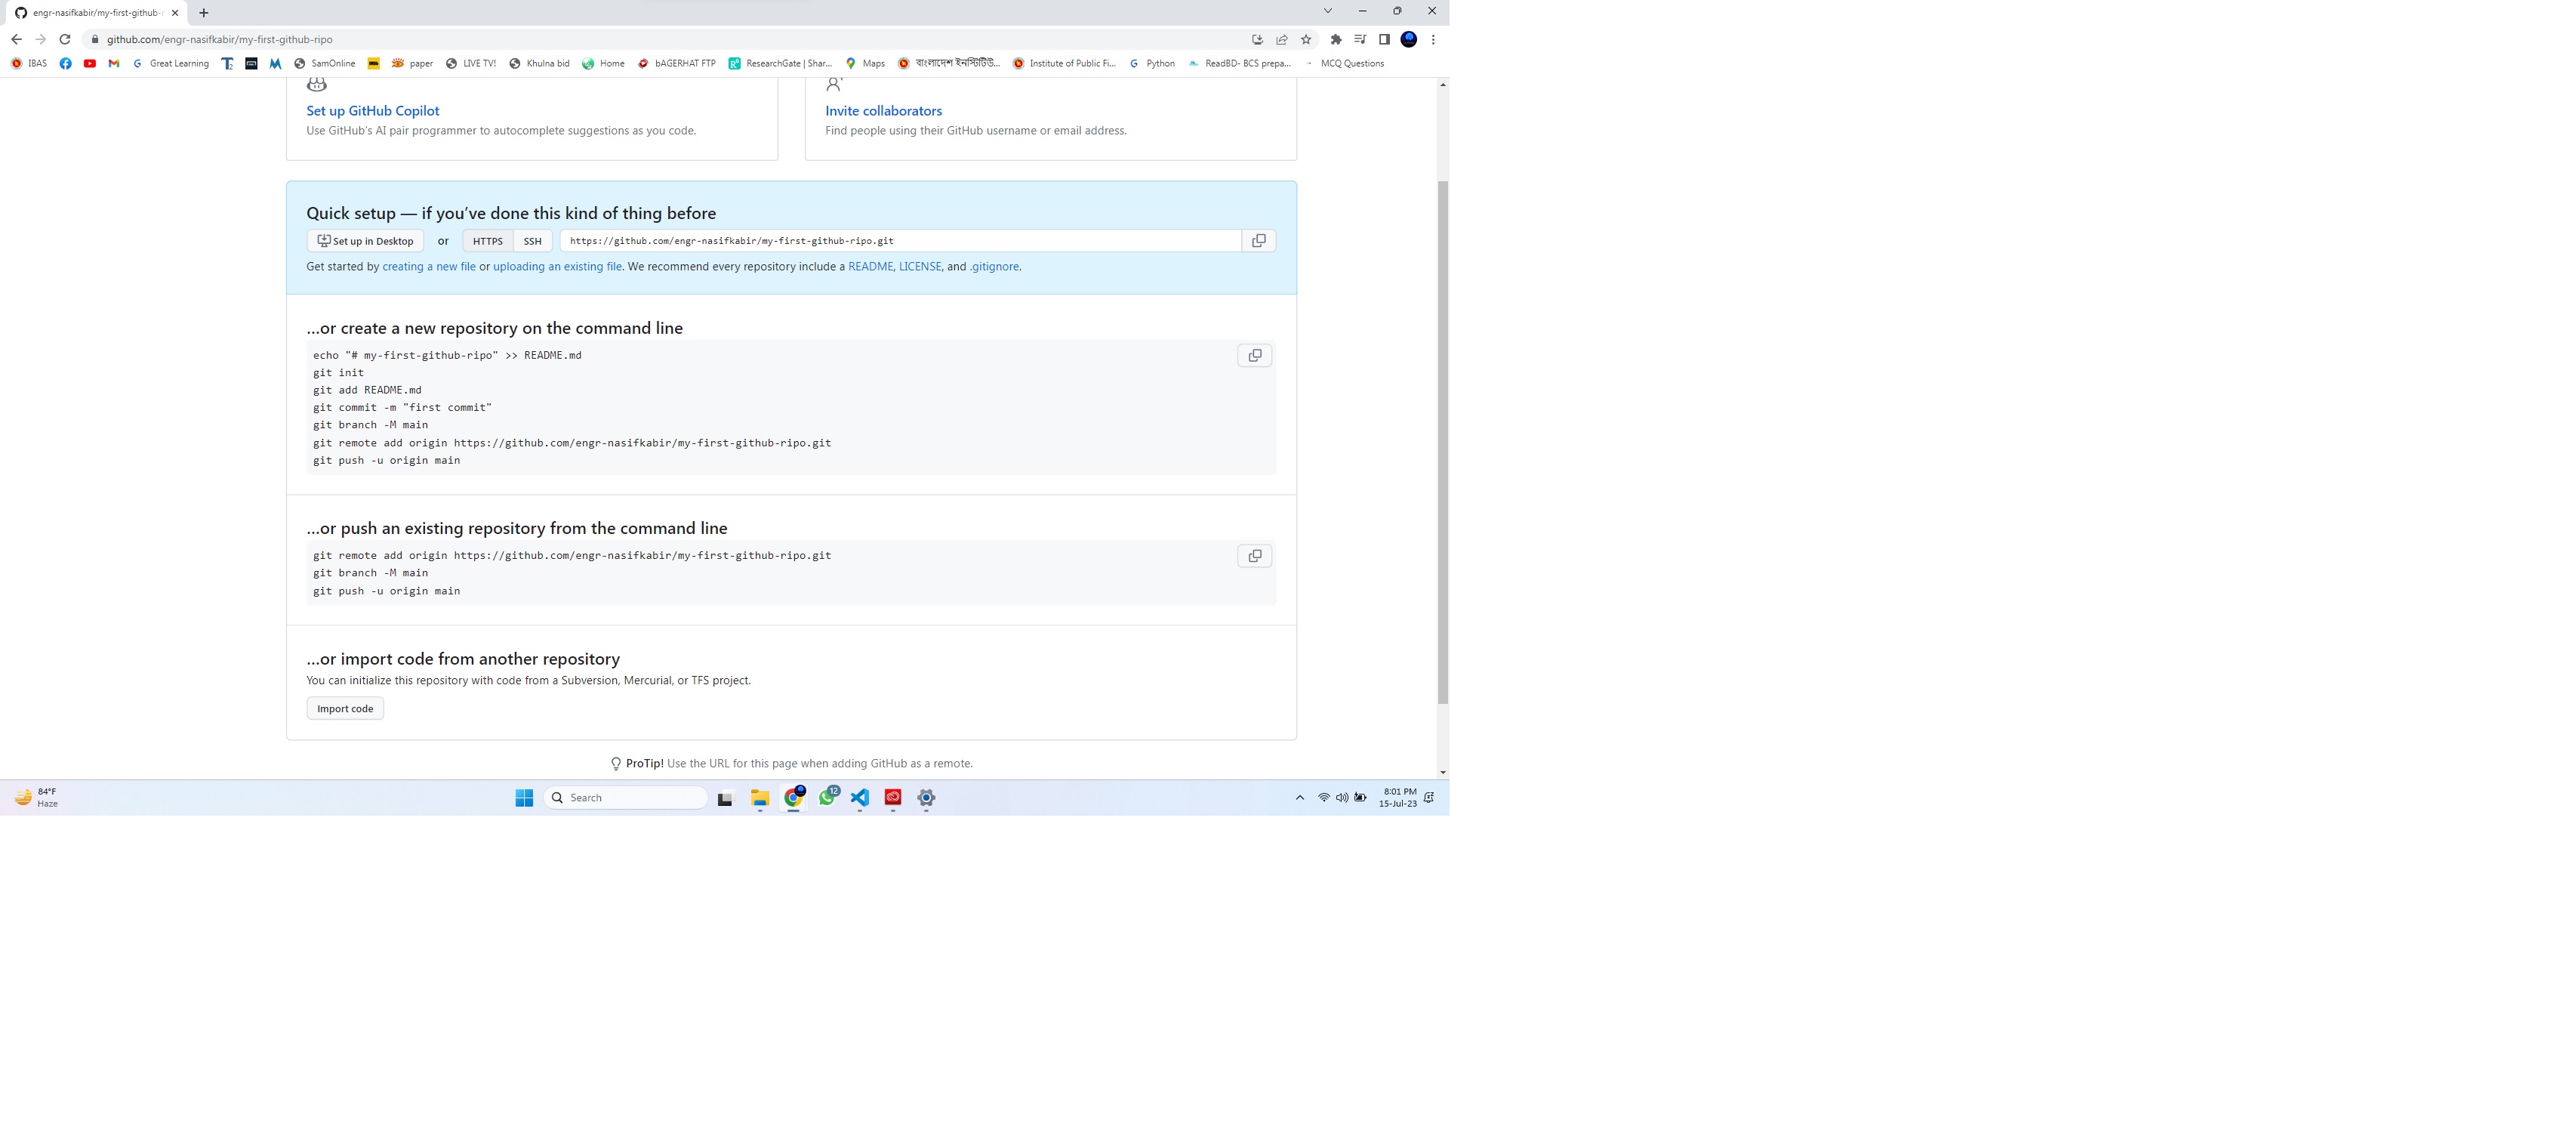 engr-nasifkabir/my-first-github-
github.com/engr-nasifkabir/my-first-github-ripo
IBAS
Great Learning
SamOnline
paper
LIVE TV!
Khulna bid
Home
bAGERHAT FTP
ResearchGate | Shar...
Maps
বাংলাদেশ ইনস্টিটিউ...
Institute of Public Fi...
Python
ReadBD- BCS prepa...
MCQ Questions
Set up GitHub Copilot
Use GitHub's AI pair programmer to autocomplete suggestions as you code.
Invite collaborators
Find people using their GitHub username or email address.
Quick setup — if you've done this kind of thing before
Set up in Desktop or HTTPS SSH https://github.com/engr-nasifkabir/my-first-github-ripo.git
Get started by creating a new file or uploading an existing file. We recommend every repository include a README, LICENSE, and .gitignore.
...or create a new repository on the command line
echo "# my-first-github-ripo" >> README.md
git init
git add README.md
git commit -m "first commit"
git branch -M main
git remote add origin https://github.com/engr-nasifkabir/my-first-github-ripo.git
git push -u origin main
...or push an existing repository from the command line
git remote add origin https://github.com/engr-nasifkabir/my-first-github-ripo.git
git branch -M main
git push -u origin main
...or import code from another repository
You can initialize this repository with code from a Subversion, Mercurial, or TFS project.
Import code
ProTip! Use the URL for this page when adding GitHub as a remote.
84°F
Haze
Search
12
8:01 PM
15-Jul-23